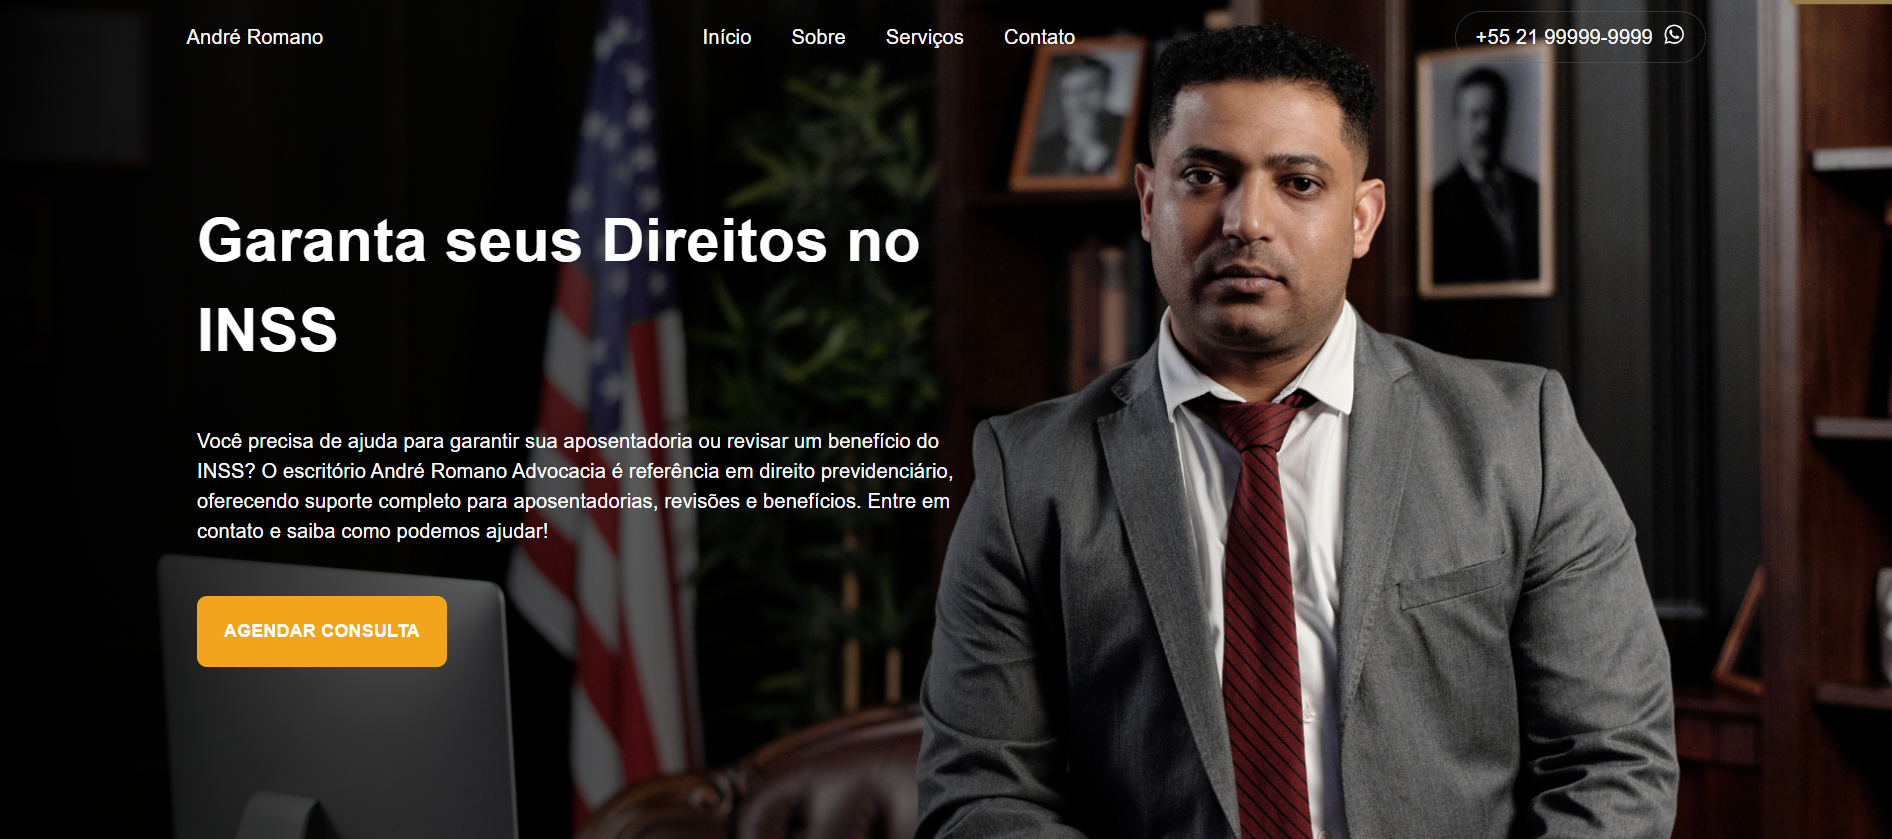 André Romano
Início Sobre Serviços Contato
+55 21 99999-9999
Garanta seus Direitos no
INSS
Você precisa de ajuda para garantir sua aposentadoria ou revisar um benefício do
INSS? O escritório André Romano Advocacia é referência em direito previdenciário,
oferecendo suporte completo para aposentadorias, revisões e benefícios. Entre em
contato e saiba como podemos ajudar!
AGENDAR CONSULTA